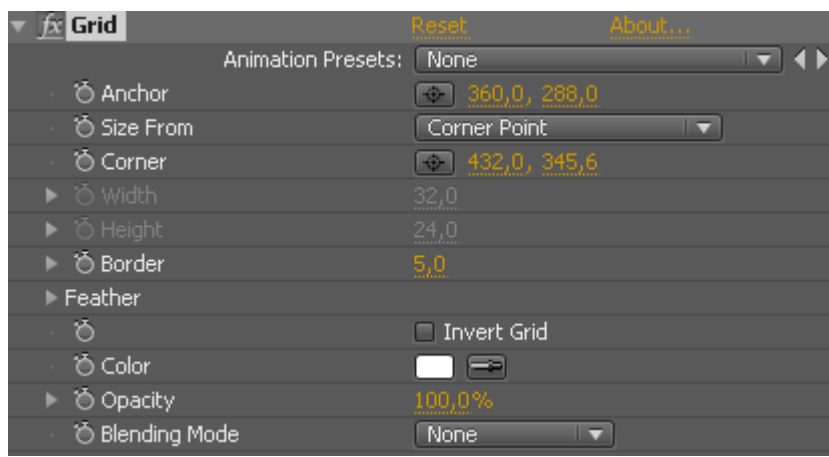 fx Grid Reset About...
Animation Presets: None
Anchor 360,0, 288,0
Size From Corner Point
Corner 432,0, 345,6
Width 32,0
Height 24,0
Border 5,0
Feather
Invert Grid
Color
Opacity 100,0%
Blending Mode None